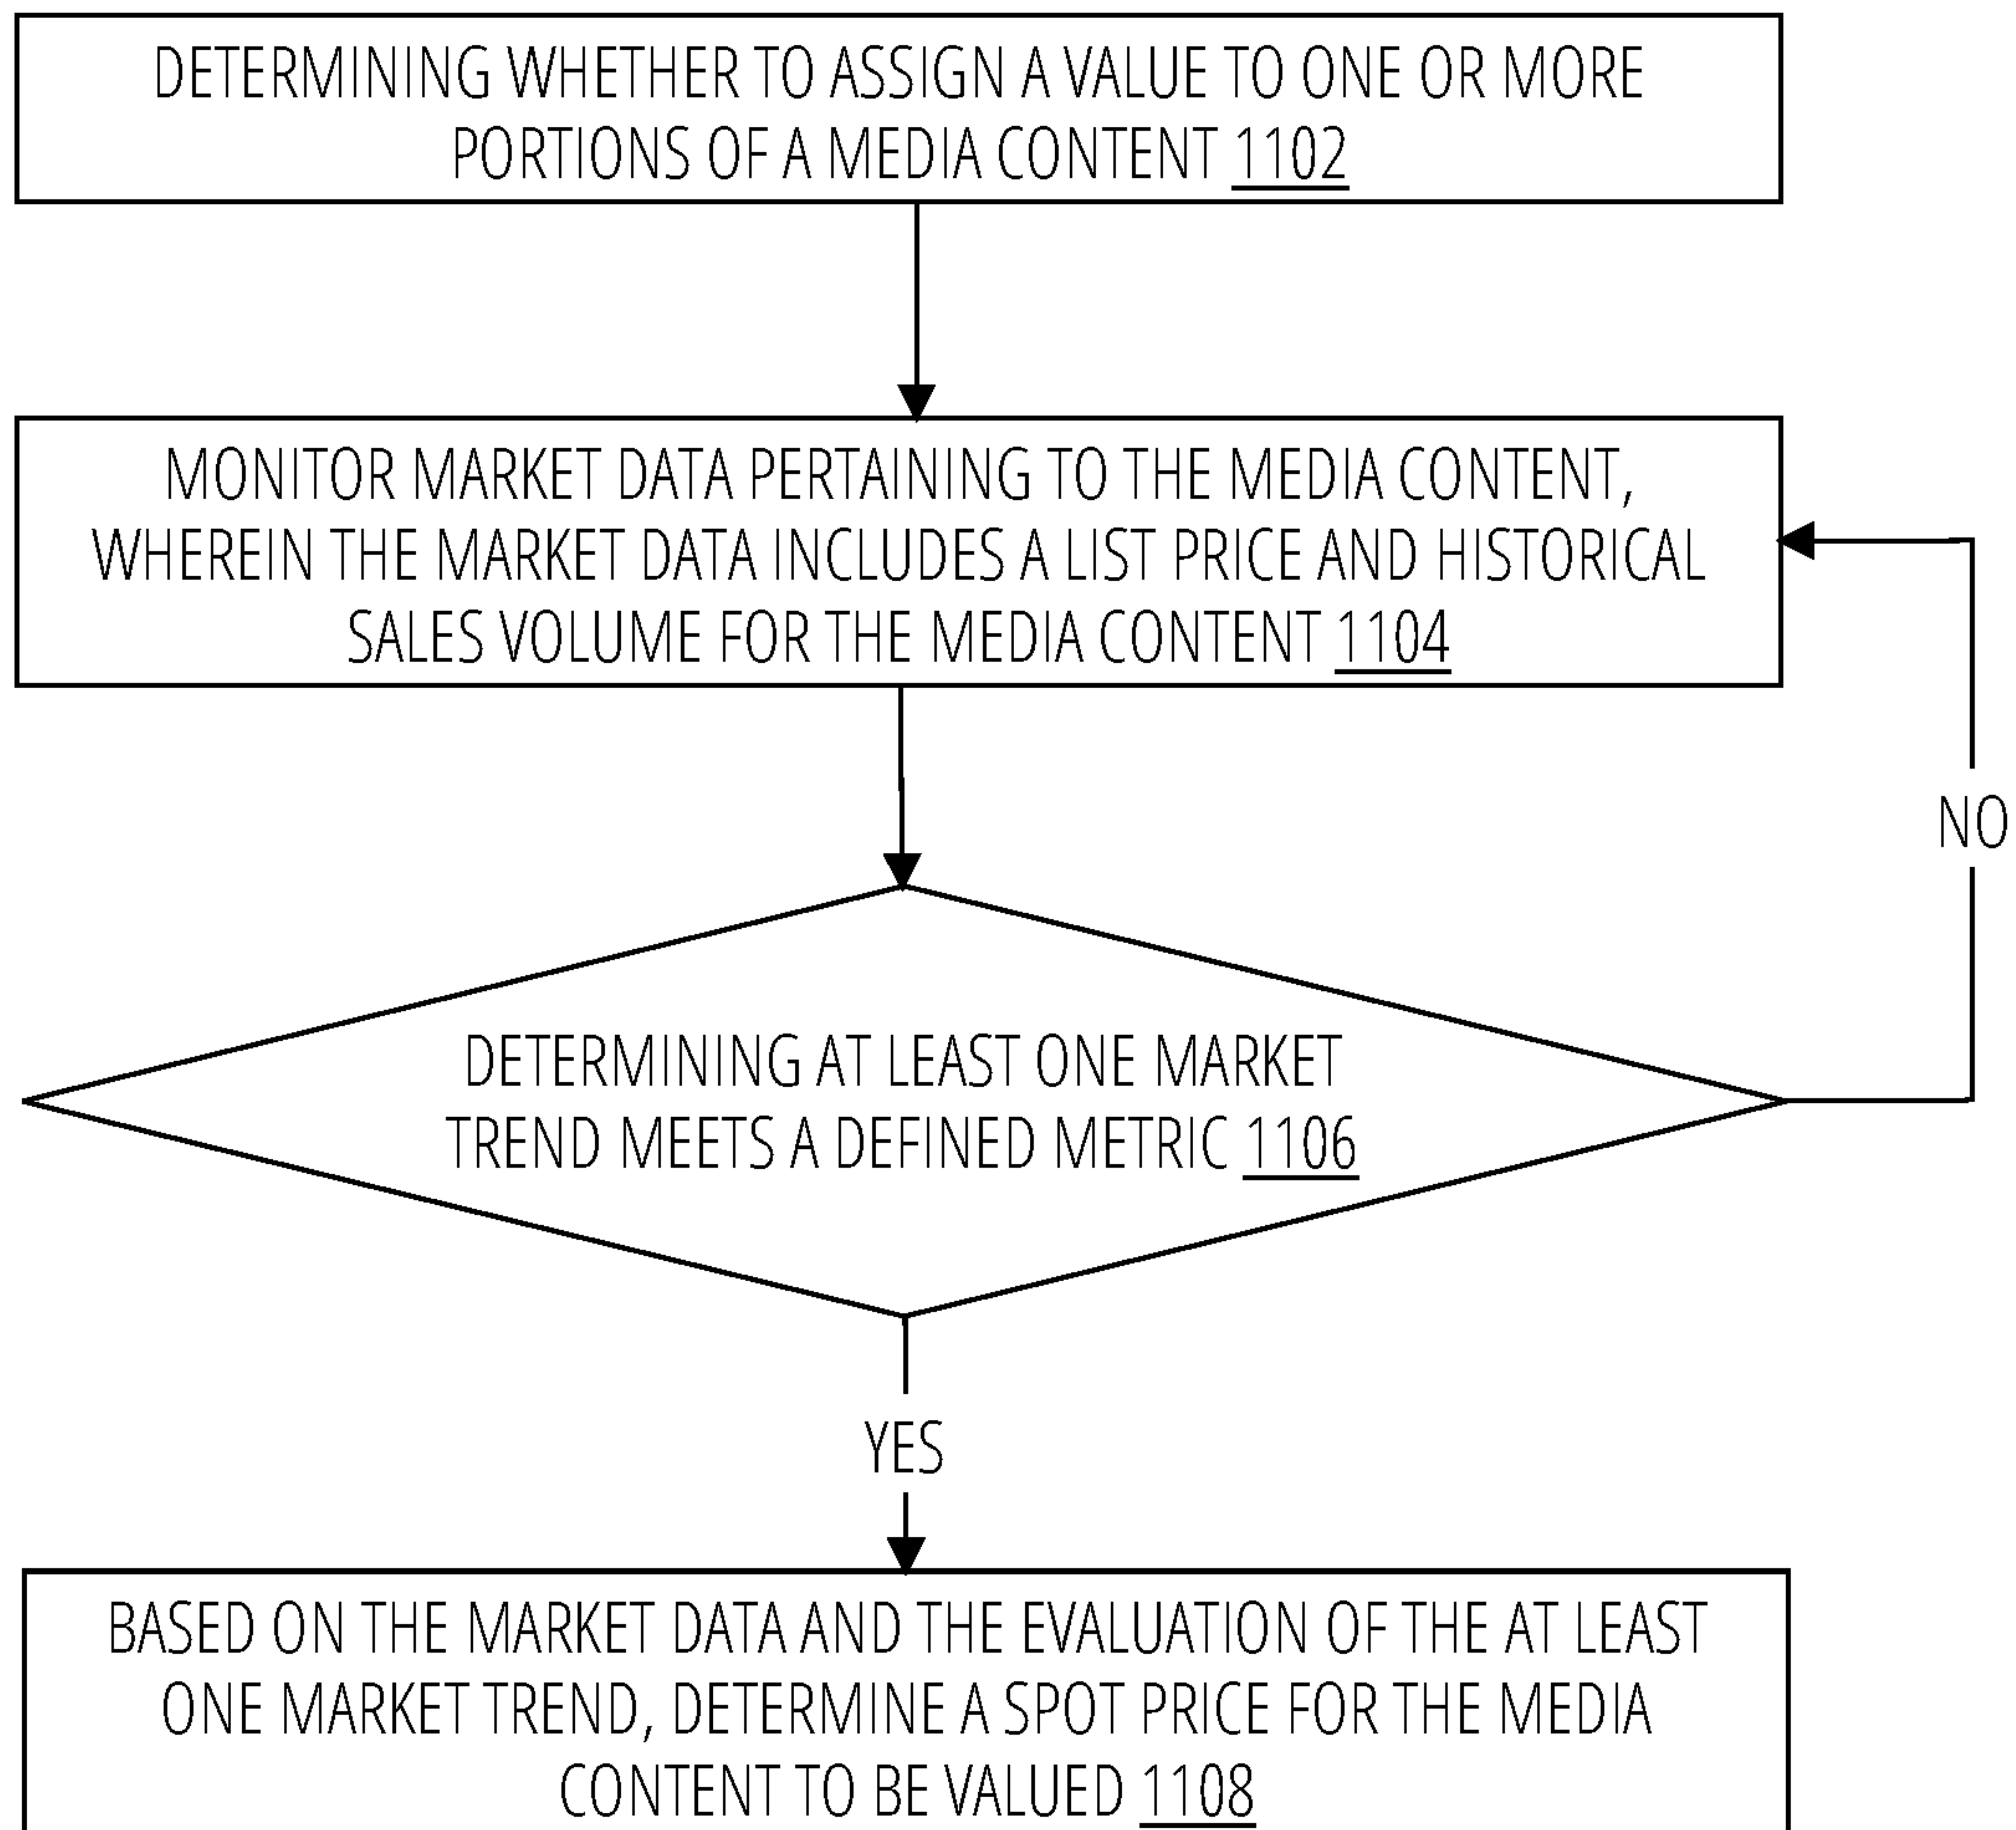 DETERMINING WHETHER TO ASSIGN A VALUE TO ONE OR MORE
PORTIONS OF A MEDIA CONTENT 1102
MONITOR MARKET DATA PERTAINING TO THE MEDIA CONTENT,
WHEREIN THE MARKET DATA INCLUDES A LIST PRICE AND HISTORICAL
SALES VOLUME FOR THE MEDIA CONTENT 1104
NO
DETERMINING AT LEAST ONE MARKET
TREND MEETS A DEFINED METRIC 1106
YES
BASED ON THE MARKET DATA AND THE EVALUATION OF THE AT LEAST
ONE MARKET TREND, DETERMINE A SPOT PRICE FOR THE MEDIA
CONTENT TO BE VALUED 1108